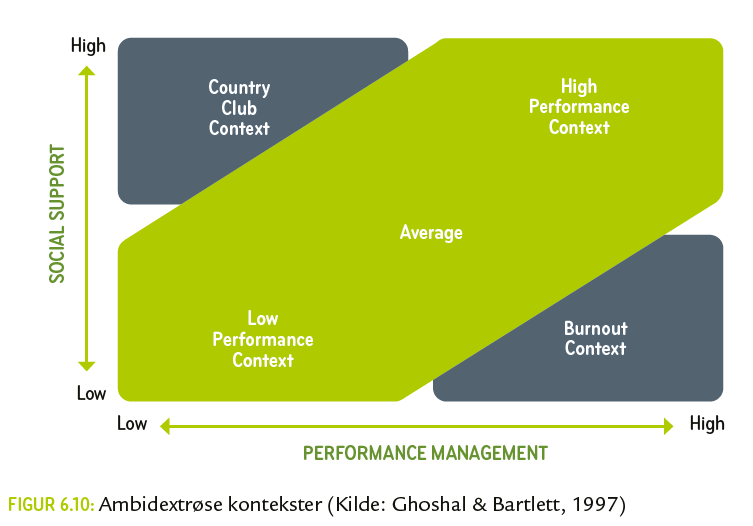 High
Country
Club
Context
High
Performance
Context
SOCIAL SUPPORT
Average
Low
Performance
Context
Burnout
Context
Low
Low
High
PERFORMANCE MANAGEMENT
FIGUR 6.10: Ambidextrøse kontekster (Kilde: Ghoshal & Bartlett, 1997)